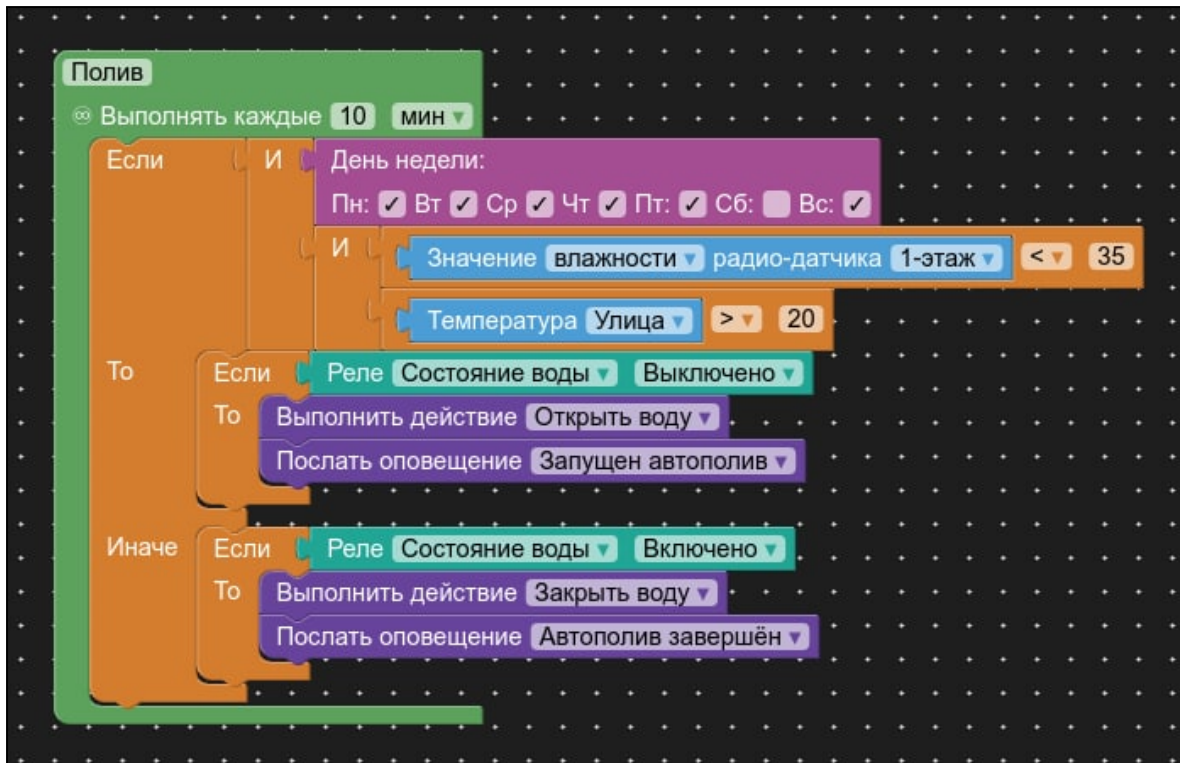 Полив
♾ Выполнять каждые 10 мин
Если И День недели:
Пн: ✓ Вт ✓ Ср ✓ Чт ✓ Пт: ✓ Сб: Вс: ✓
И Значение влажности радио-датчика 1-этаж < 35
Температура Улица > 20
То Если Реле Состояние воды Выключено
То Выполнить действие Открыть воду
Послать оповещение Запущен автополив
Иначе Если Реле Состояние воды Включено
То Выполнить действие Закрыть воду
Послать оповещение Автополив завершён